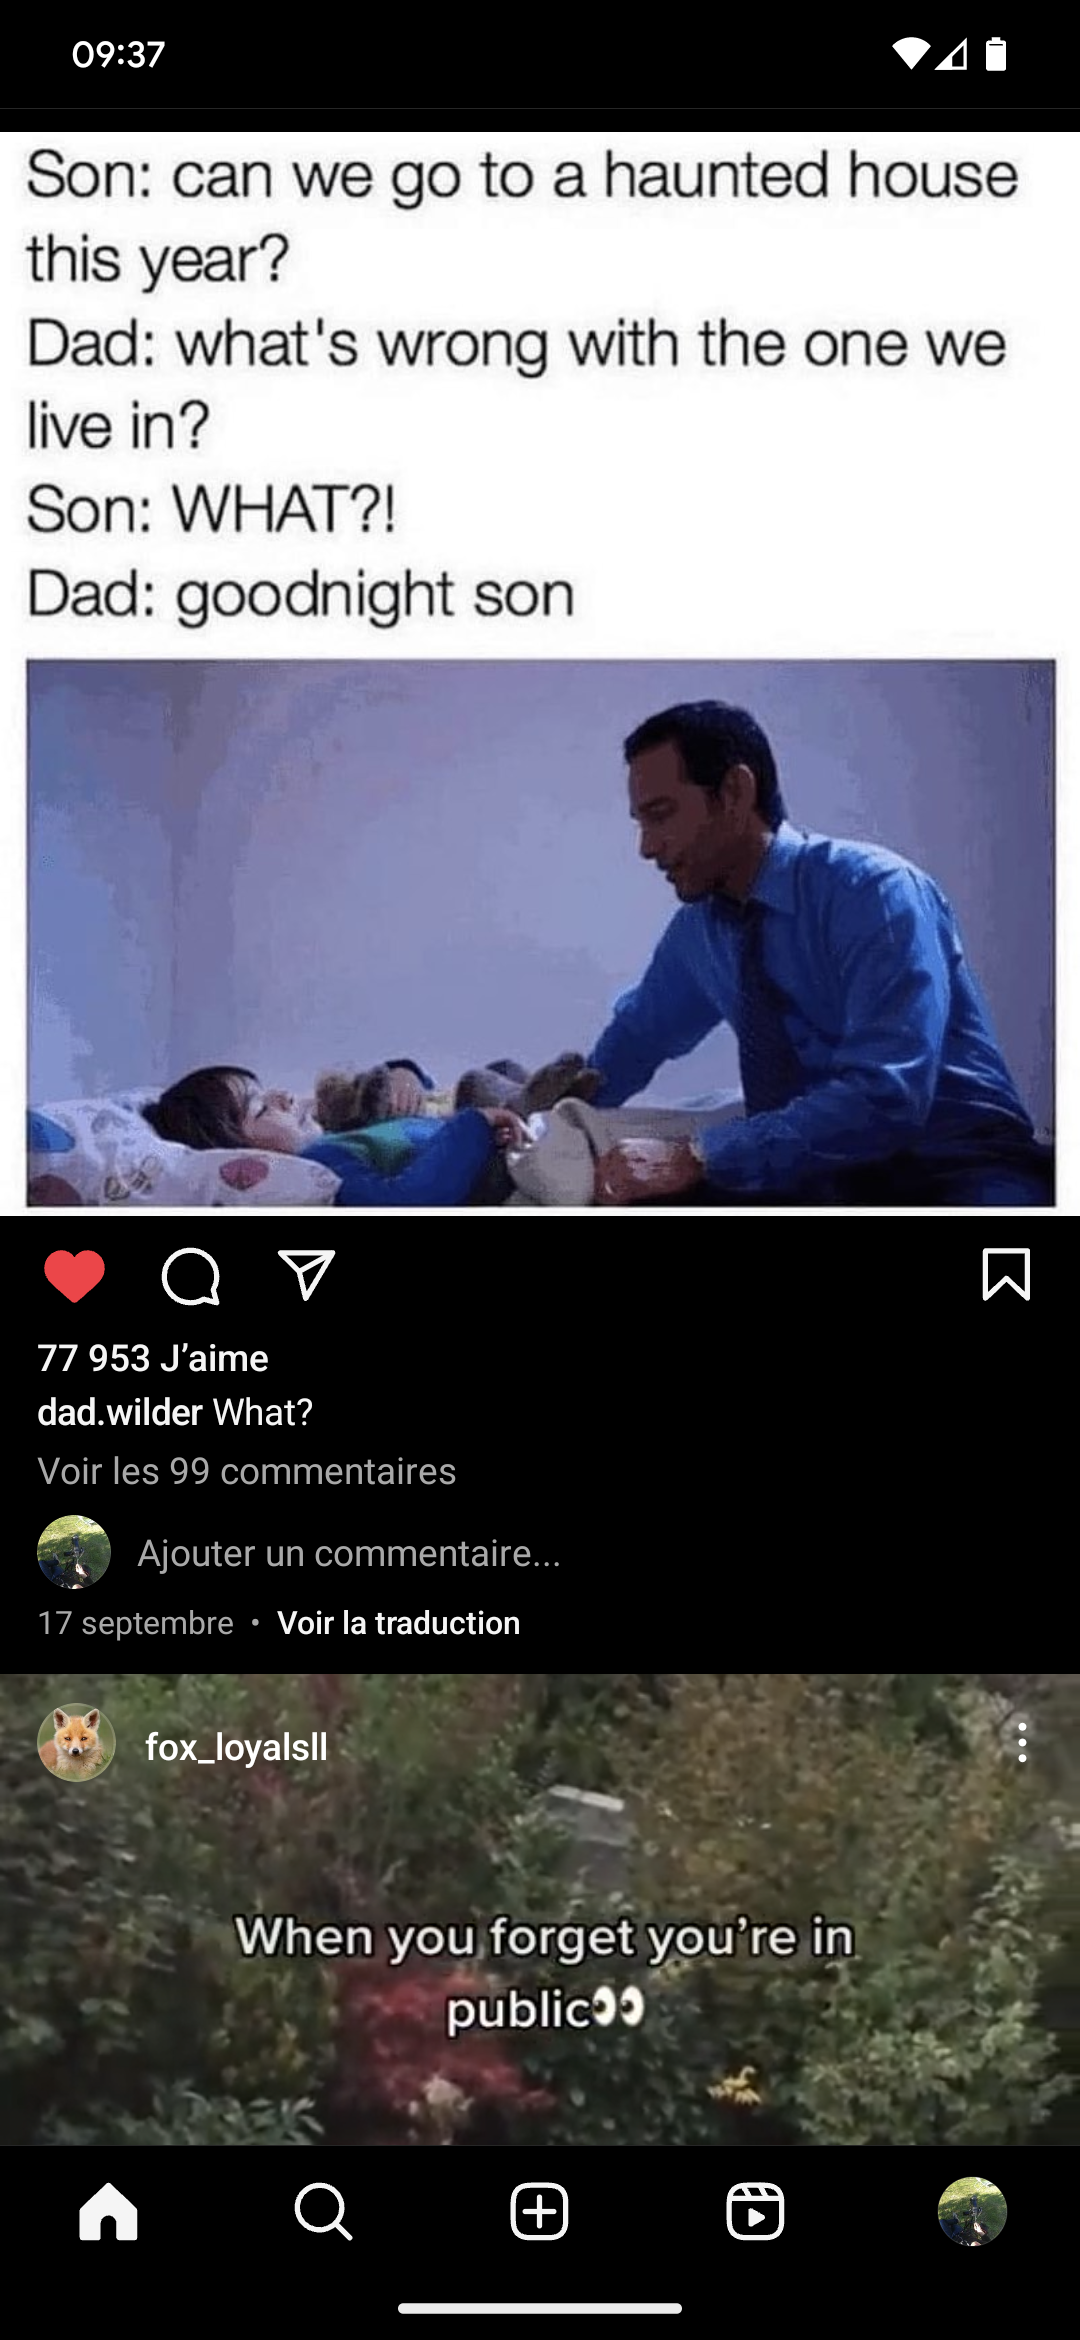 09:37
Son: can we go to a haunted house
this year?
Dad: what's wrong with the one we
live in?
Son: WHAT?!
Dad: goodnight son
77 953 J’aime
dad.wilder What?
Voir les 99 commentaires
Ajouter un commentaire...
17 septembre • Voir la traduction
fox_loyalsll
When you forget you’re in
public👀